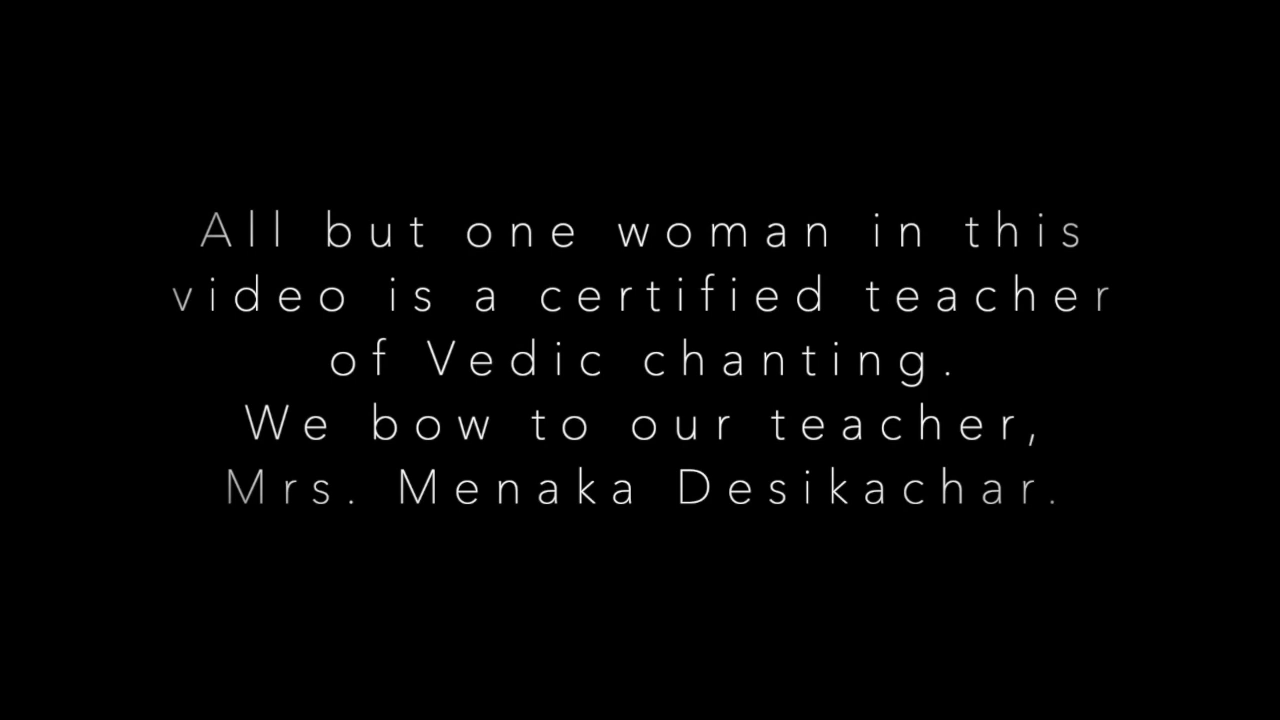 All but one woman in this
video is a certified teacher
of Vedic chanting.
We bow to our teacher,
Mrs. Menaka Desikachar.